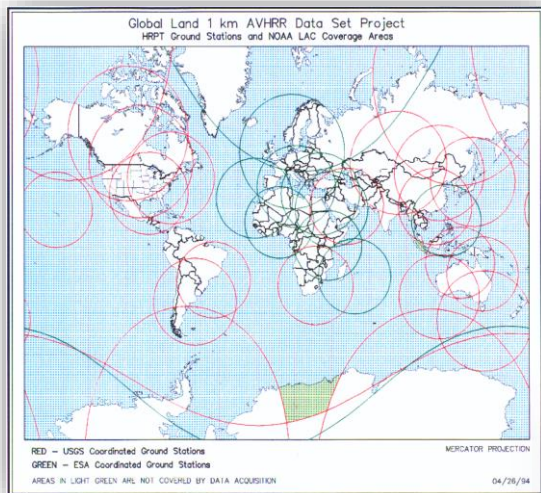 Global Land 1 km AVHRR Data Set Project
HRPT Ground Stations and NOAA LAC Coverage Areas
RED – USGS Coordinated Ground Stations
MERCATOR PROJECTION
GREEN – ESA Coordinated Ground Stations
AREAS IN LIGHT GREEN ARE NOT COVERED BY DATA ACQUISITION
04/26/94